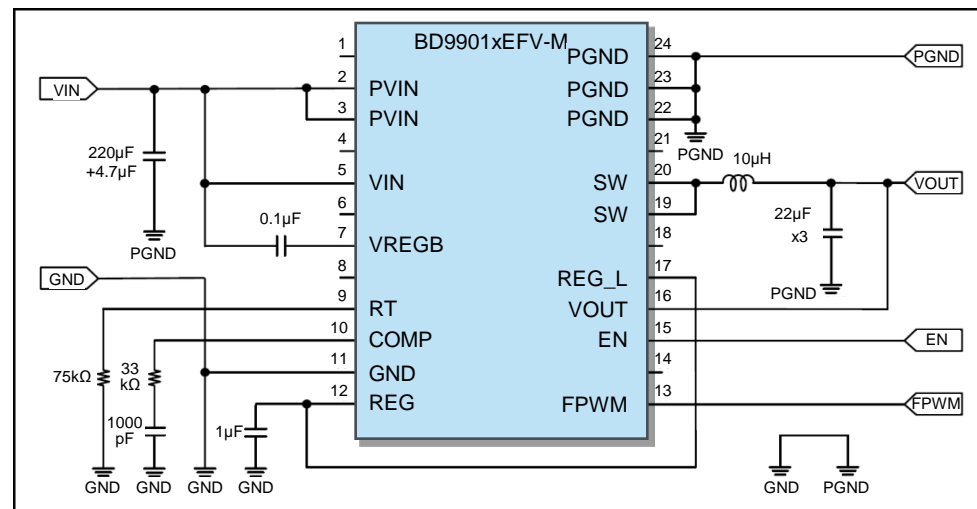 BD9901xEFV-M
1
24
PGND
PGND
2
PVIN
23
PGND
VIN
3
PVIN
22
PGND
4
21
PGND
10µH
220µF
+4.7µF
5
VIN
20
SW
VOUT
6
19
SW
22µF
x3
0.1µF
7
VREGB
18
PGND
8
17
REG_L
PGND
GND
9
RT
16
VOUT
10
COMP
15
EN
EN
75kΩ
33
kΩ
11
GND
14
12
REG
13
FPWM
FPWM
1000
pF
1µF
GND
GND
GND
GND
GND
PGND